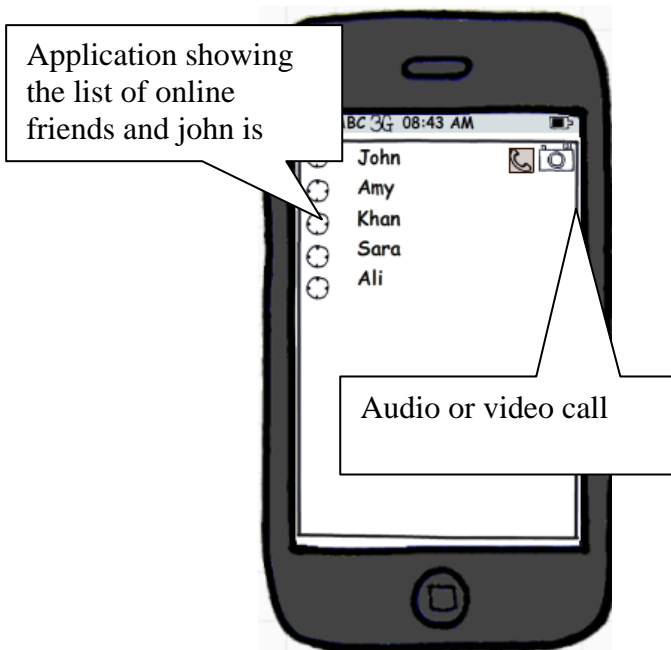 Application showing
the list of online
friends and john is
BC 3G 08:43 AM
John
Amy
Khan
Sara
Ali
Audio or video call